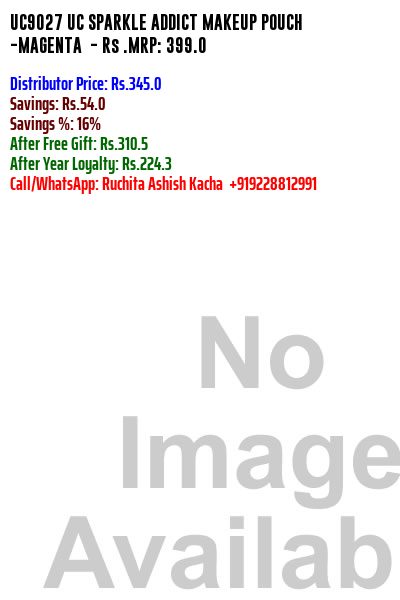 UC9027 UC SPARKLE ADDICT MAKEUP POUCH
-MAGENTA - Rs .MRP: 399.0
Distributor Price: Rs.345.0
Savings: Rs.54.0
Savings %: 16%
After Free Gift: Rs.310.5
After Year Loyalty: Rs.224.3
Call/WhatsApp: Ruchita Ashish Kacha +919228812991
No
Image
Availab